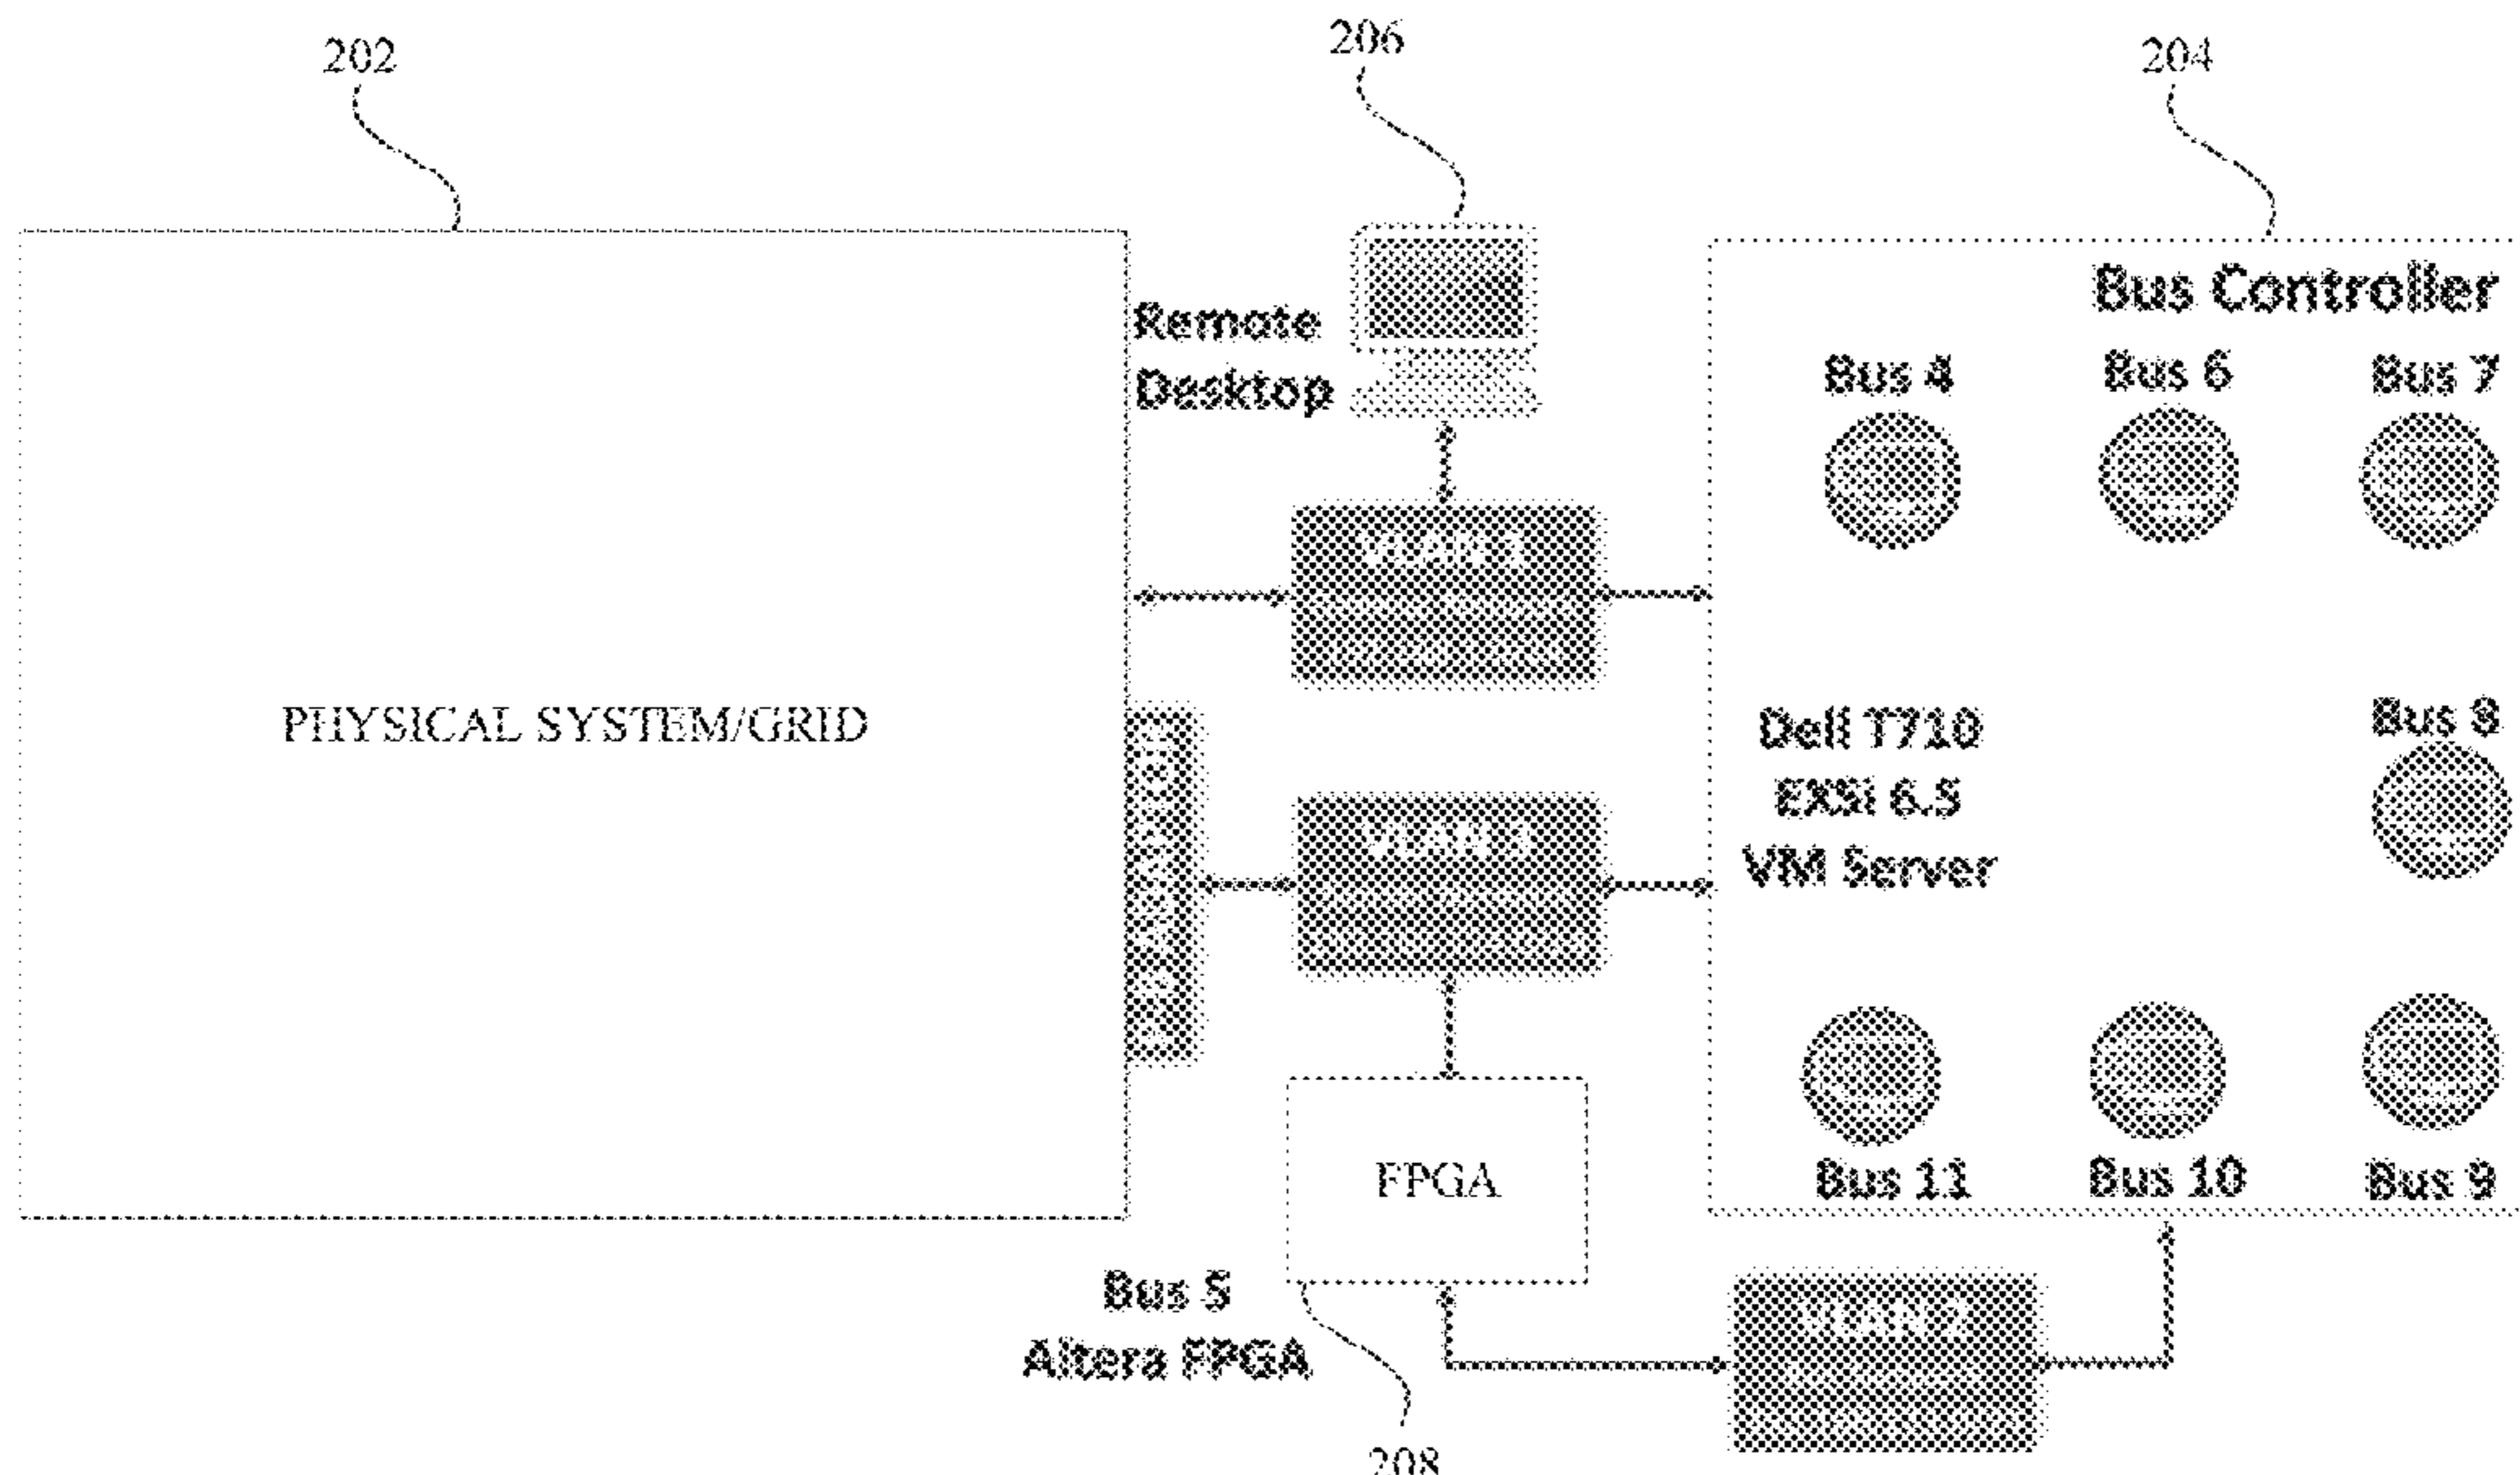 202
206
204
Bus Controller
Remote
Desktop
Bus 4
Bus 6
Bus 7
PHYSICAL SYSTEM/GRID
Dell T710
EXSi 6.5
VM Server
Bus 8
FPGA
Bus 11
Bus 10
Bus 9
Bus 5
Altera FPGA
208